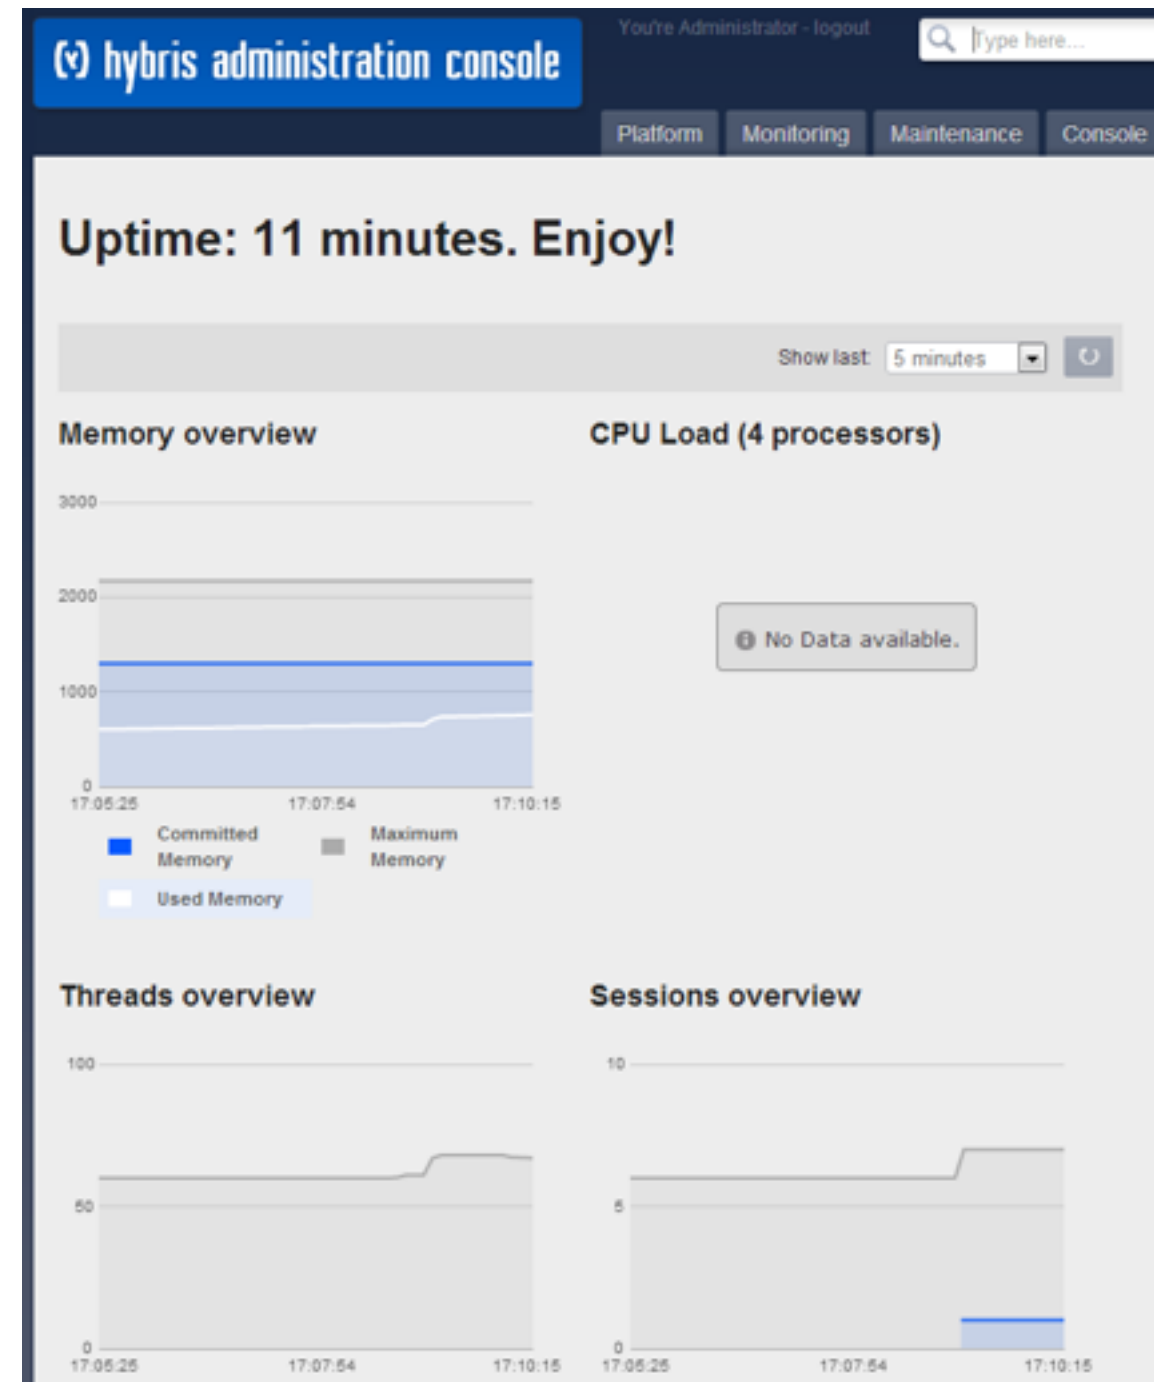 You're Administrator - logout
Type here...
(v) hybris administration console
Platform Monitoring Maintenance Console
Uptime: 11 minutes. Enjoy!
Show last: 5 minutes
Memory overview
3000
2000
1000
0
17:05:25 17:07:54 17:10:15
Committed Memory
Maximum Memory
Used Memory
CPU Load (4 processors)
No Data available.
Threads overview
100
50
0
17:05:25 17:07:54 17:10:15
Sessions overview
10
5
0
17:05:25 17:07:54 17:10:15